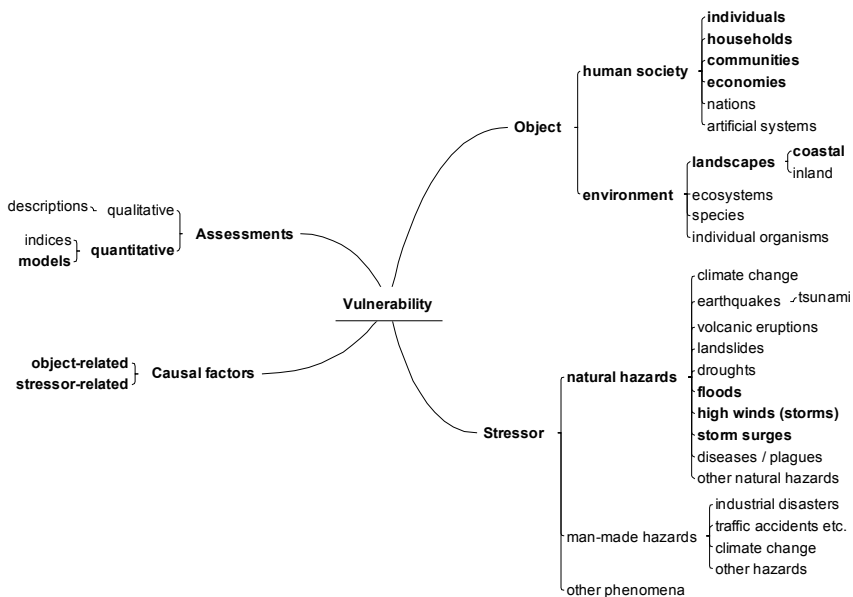 individuals
households
communities
economies
nations
artificial systems
human society
Object
landscapes
coastal
inland
environment
ecosystems
species
individual organisms
descriptions
qualitative
Assessments
indices
models
quantitative
Vulnerability
object-related
stressor-related
Causal factors
climate change
earthquakes
tsunami
volcanic eruptions
landslides
droughts
natural hazards
floods
high winds (storms)
storm surges
diseases / plagues
other natural hazards
Stressor
industrial disasters
traffic accidents etc.
man-made hazards
climate change
other hazards
other phenomena